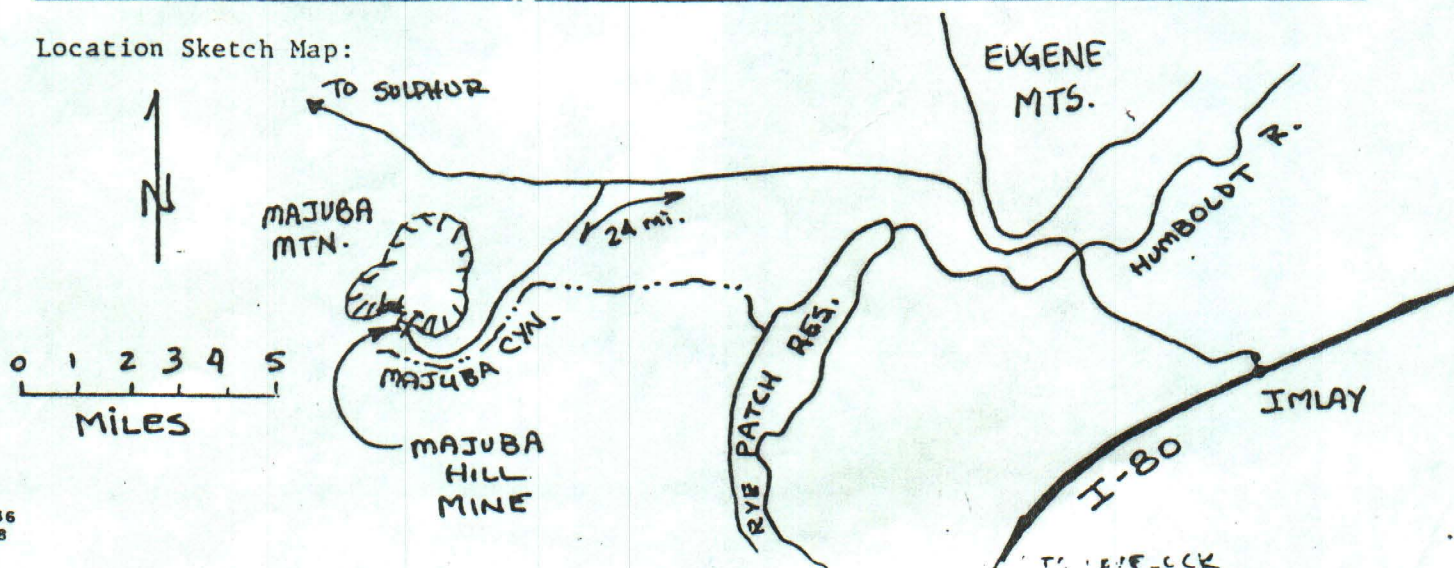 Location Sketch Map:
TO SULPHUR
EUGENE
MTS.
N
MAJUBA
MTN.
24 mi.
HUMBOLDT R.
CYN.
MAJUBA
RYE PATCH RES.
0 1 2 3 4 5
MILES
IMLAY
I-80
MAJUBA
HILL
MINE